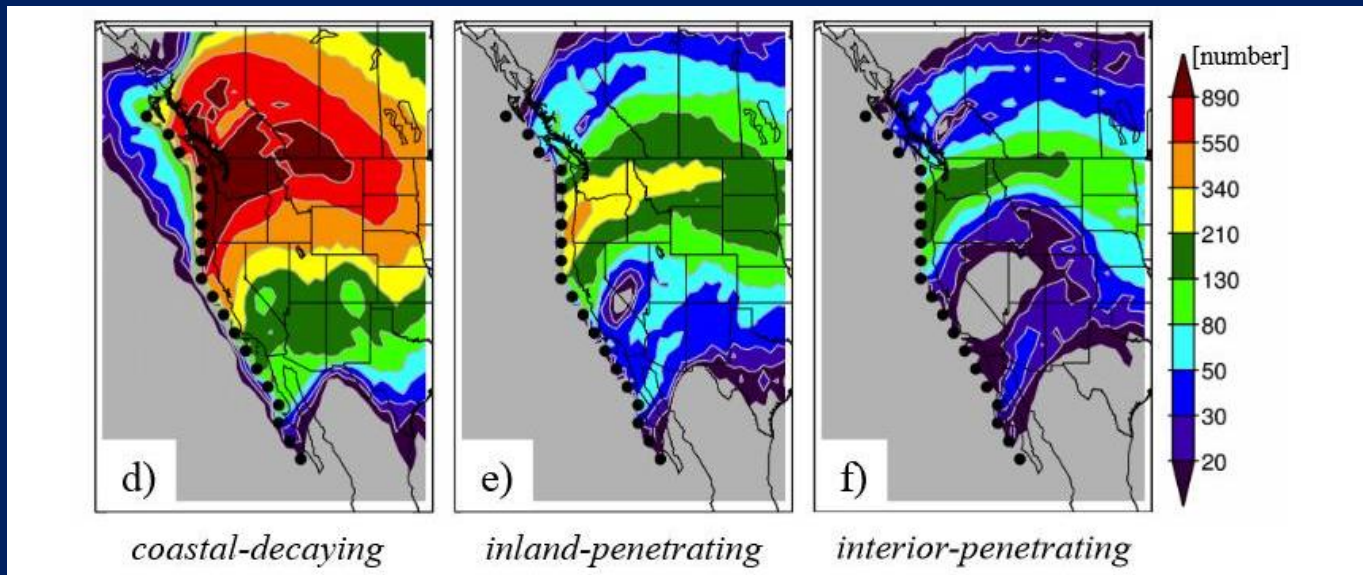 [number]
890
550
340
210
130
80
50
30
20
d)
e)
f)
coastal-decaying
inland-penetrating
interior-penetrating